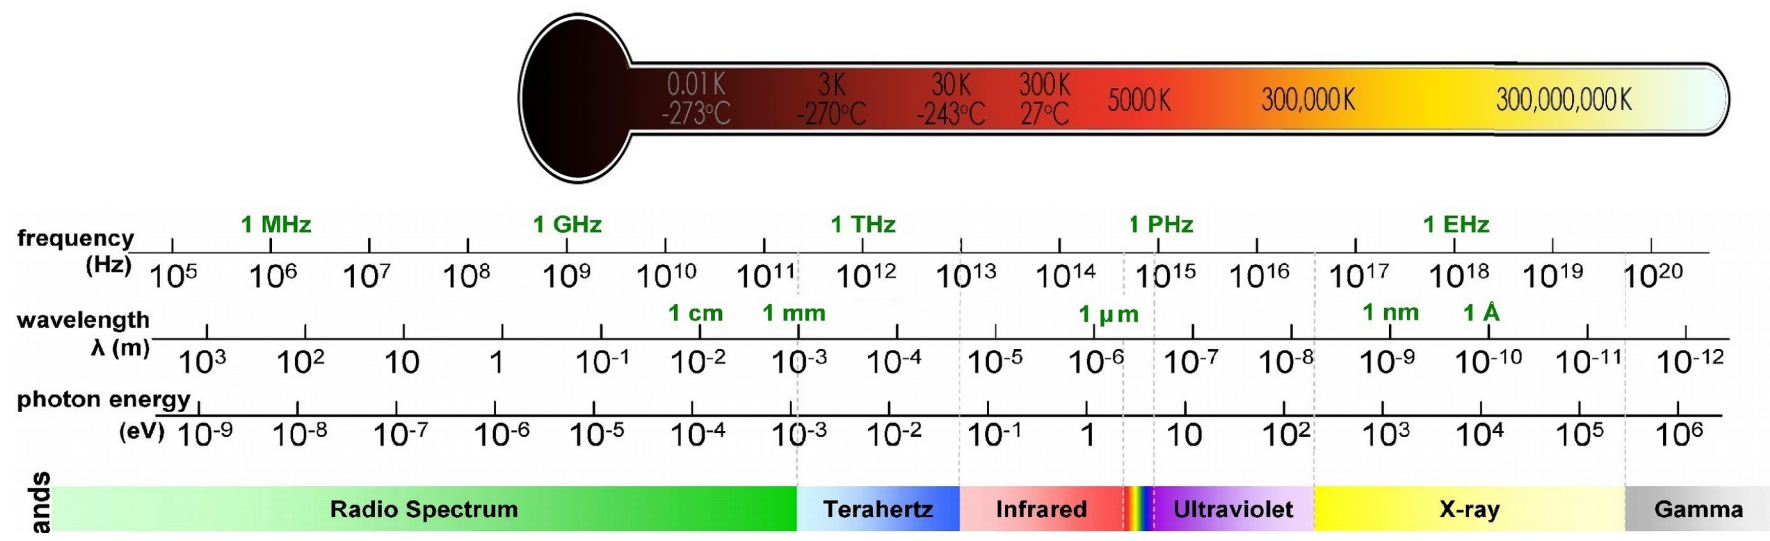 0.01K 3K 30K 300K 5000K 300,000K 300,000,000K
-273°C -270°C -243°C 27°C
1 MHz 1 GHz 1 THz 1 PHz 1 EHz
frequency
(Hz) 10⁵ 10⁶ 10⁷ 10⁸ 10⁹ 10¹⁰ 10¹¹ 10¹² 10¹³ 10¹⁴ 10¹⁵ 10¹⁶ 10¹⁷ 10¹⁸ 10¹⁹ 10²⁰
1 cm 1 mm 1 µm 1 nm 1 Å
wavelength
λ (m) 10³ 10² 10 1 10⁻¹ 10⁻² 10⁻³ 10⁻⁴ 10⁻⁵ 10⁻⁶ 10⁻⁷ 10⁻⁸ 10⁻⁹ 10⁻¹⁰ 10⁻¹¹ 10⁻¹²
photon energy
(eV) 10⁻⁹ 10⁻⁸ 10⁻⁷ 10⁻⁶ 10⁻⁵ 10⁻⁴ 10⁻³ 10⁻² 10⁻¹ 1 10 10² 10³ 10⁴ 10⁵ 10⁶
ands
Radio Spectrum Terahertz Infrared Ultraviolet X-ray Gamma